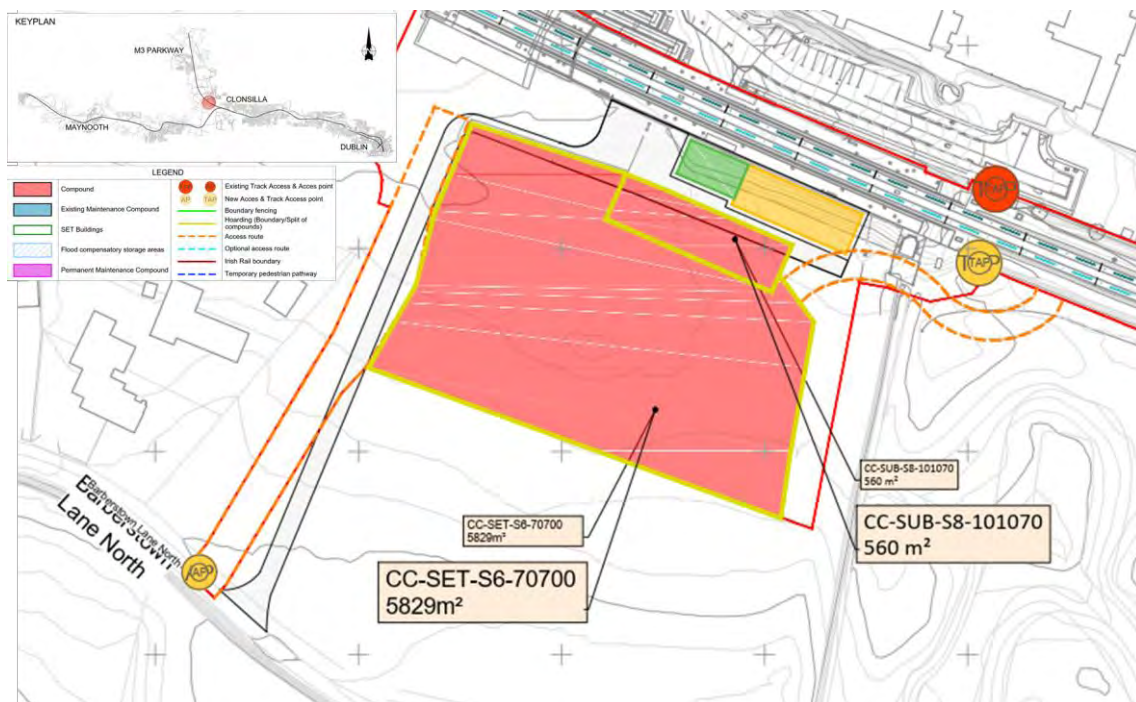 KEYPLAN
M3 PARKWAY
CLONSILLA
MAYNOOTH
DUBLIN
LEGEND
Compound
Existing Maintenance Compound
SET Buildings
Flood compensatory storage areas
Permanent Maintenance Compound
Existing Track Access & Acces point
AP TAP New Acces & Track Access point
Boundary fencing
Hoarding (Boundary/Split of
compounds)
Access route
Optional access route
Irish Rail boundary
Temporary pedestrian pathway
TAP
TAP
AP
Barberstown Lane North
Barberstown
Lane North
CC-SUB-S8-101070
560 m²
CC-SUB-S8-101070
560 m²
CC-SET-S6-70700
5829m²
CC-SET-S6-70700
5829m²